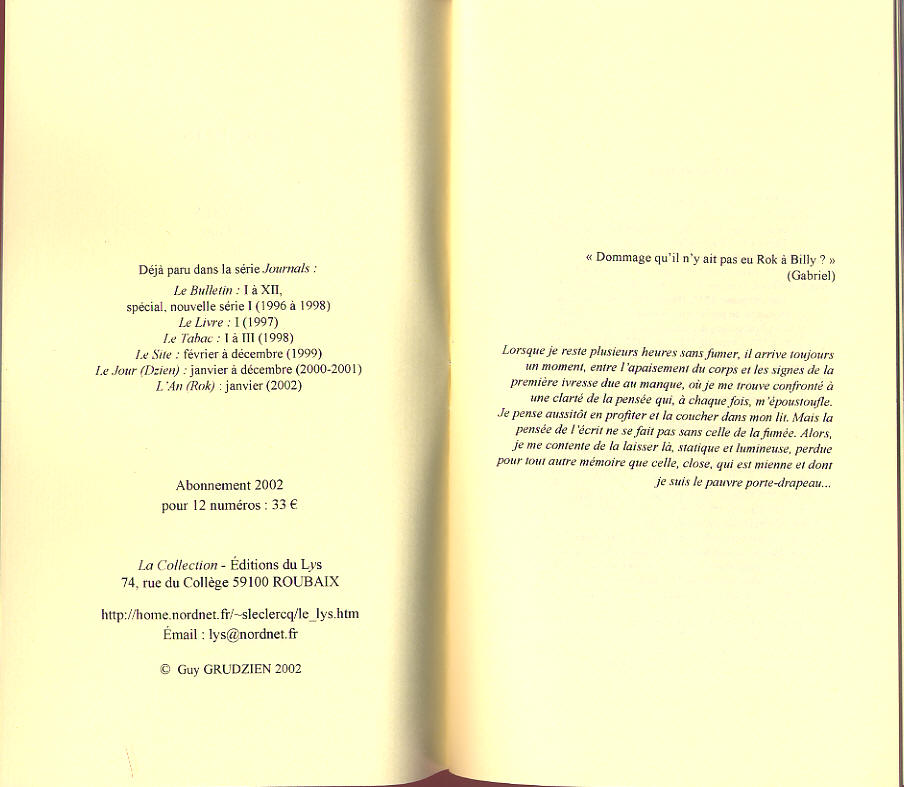 Déjà paru dans la série Journals :
Le Bulletin : I à XII,
spécial, nouvelle série I (1996 à 1998)
Le Livre : I (1997)
Le Tabac : I à III (1998)
Le Site : février à décembre (1999)
Le Jour (Dzien) : janvier à décembre (2000-2001)
L'An (Rok) : janvier (2002)
Abonnement 2002
pour 12 numéros : 33 €
La Collection - Éditions du Lys
74, rue du Collège 59100 ROUBAIX
http://home.nordnet.fr/~sleclercq/le_lys.htm
Émail : lys@nordnet.fr
© Guy GRUDZIEN 2002
« Dommage qu'il n'y ait pas eu Rok à Billy ? »
(Gabriel)
Lorsque je reste plusieurs heures sans fumer, il arrive toujours
un moment, entre l'apaisement du corps et les signes de la
première ivresse due au manque, où je me trouve confronté à
une clarté de la pensée qui, à chaque fois, m'époustoufle.
Je pense aussitôt en profiter et la coucher dans mon lit. Mais la
pensée de l'écrit ne se fait pas sans celle de la fumée. Alors,
je me contente de la laisser là, statique et lumineuse, perdue
pour tout autre mémoire que celle, close, qui est mienne et dont
je suis le pauvre porte-drapeau...